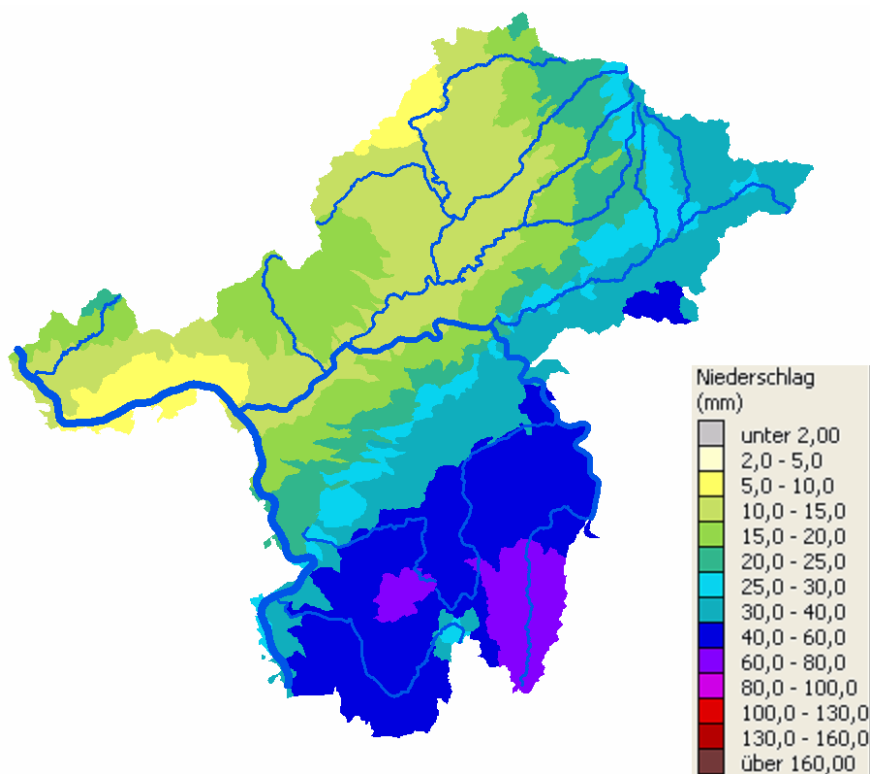 Niederschlag
(mm)
unter 2,00
2,0 - 5,0
5,0 - 10,0
10,0 - 15,0
15,0 - 20,0
20,0 - 25,0
25,0 - 30,0
30,0 - 40,0
40,0 - 60,0
60,0 - 80,0
80,0 - 100,0
100,0 - 130,0
130,0 - 160,0
über 160,00